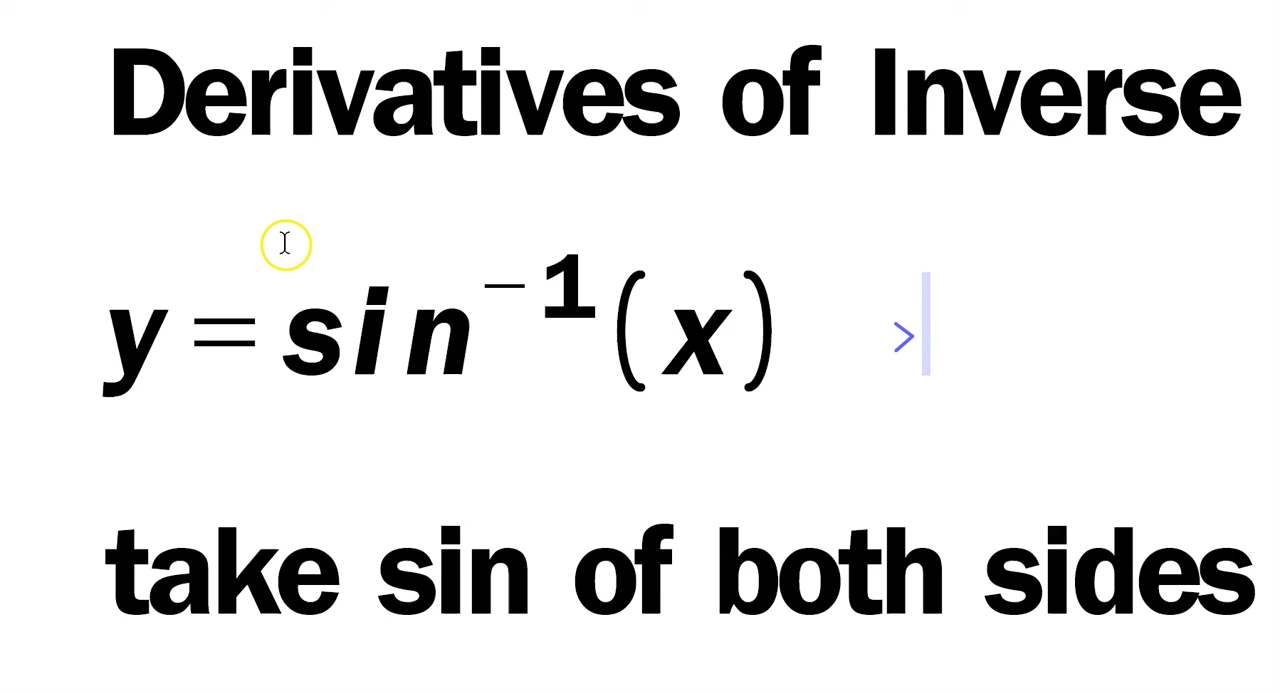 Derivatives of Inverse
y = sin⁻¹(x) >
take sin of both sides